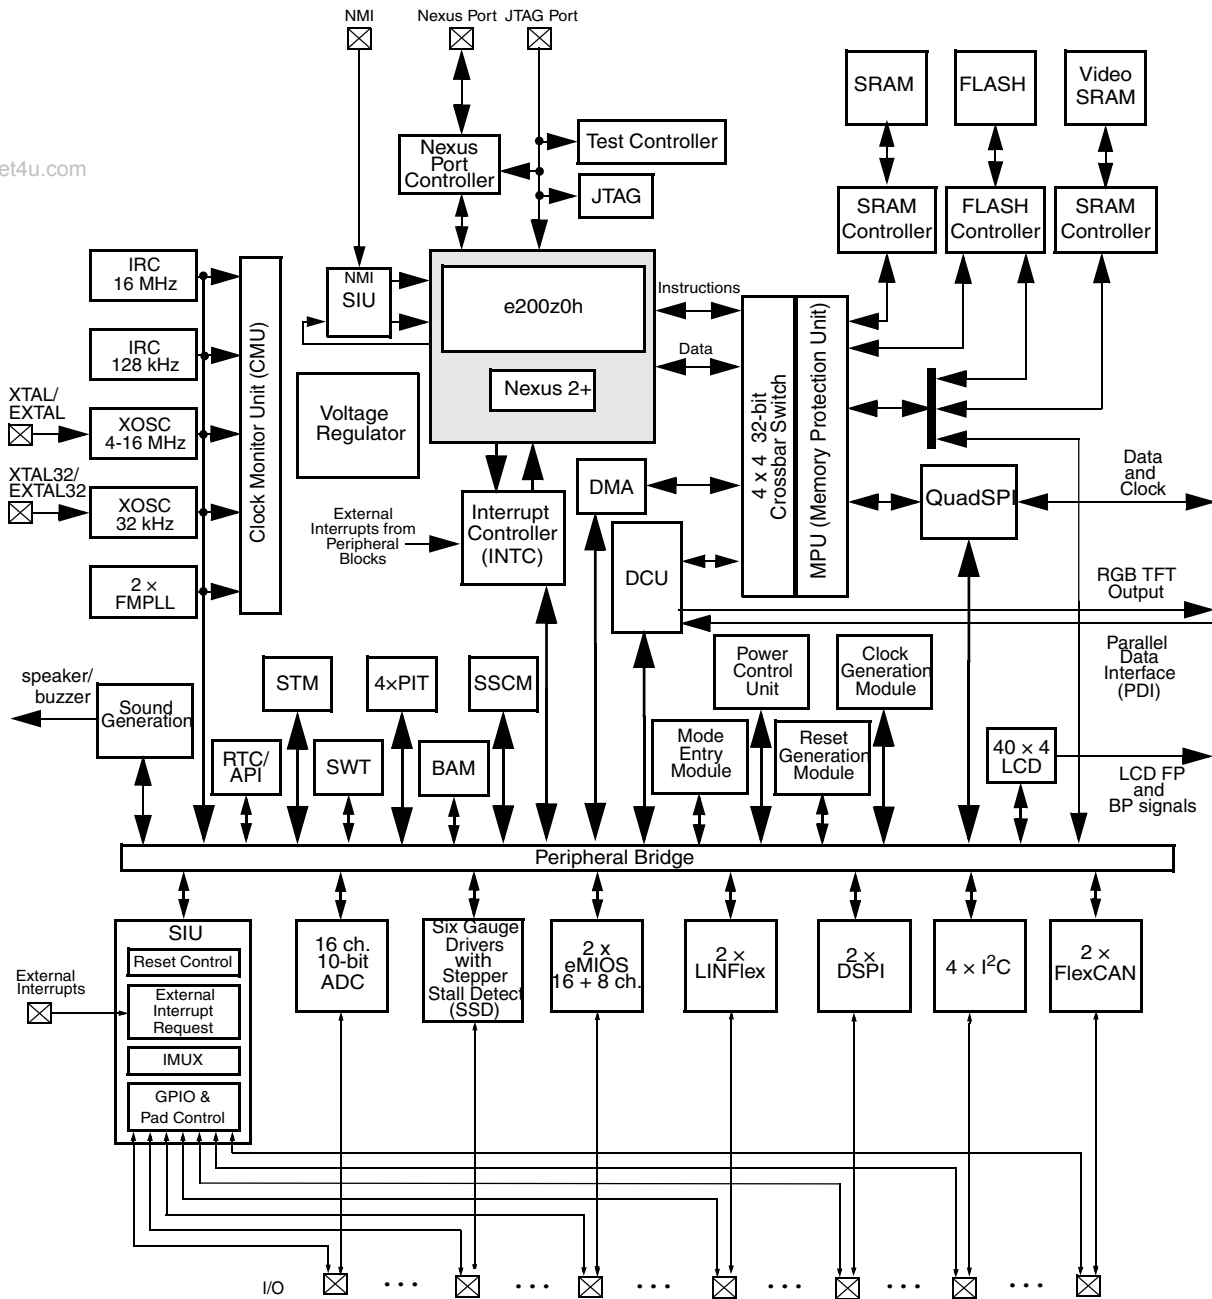 NMI
Nexus Port
JTAG Port
et4u.com
SRAM
FLASH
Video
SRAM
Nexus
Port
Controller
Test Controller
JTAG
SRAM
Controller
FLASH
Controller
SRAM
Controller
IRC
16 MHz
IRC
128 kHz
XTAL/
EXTAL
XOSC
4-16 MHz
XTAL32/
EXTAL32
XOSC
32 kHz
2 ×
FMPLL
Clock Monitor Unit (CMU)
NMI
SIU
e200z0h
Nexus 2+
Voltage
Regulator
Instructions
Data
4 x 4 32-bit
Crossbar Switch
MPU (Memory Protection Unit)
External
Interrupts from
Peripheral
Blocks
Interrupt
Controller
(INTC)
DMA
DCU
QuadSPI
Data
and
Clock
RGB TFT
Output
Parallel
Data
Interface
(PDI)
speaker/
buzzer
Sound
Generation
STM
4×PIT
SSCM
RTC/
API
SWT
BAM
Power
Control
Unit
Clock
Generation
Module
Mode
Entry
Module
Reset
Generation
Module
40 × 4
LCD
LCD FP
and
BP signals
Peripheral Bridge
SIU
Reset Control
External
Interrupt
Request
IMUX
GPIO &
Pad Control
External
Interrupts
16 ch.
10-bit
ADC
Six Gauge
Drivers
with
Stepper
Stall Detect
(SSD)
2 x
eMIOS
16 + 8 ch.
2 ×
LINFlex
2 ×
DSPI
4 × I²C
2 ×
FlexCAN
I/O
... ... ... ... ... ...